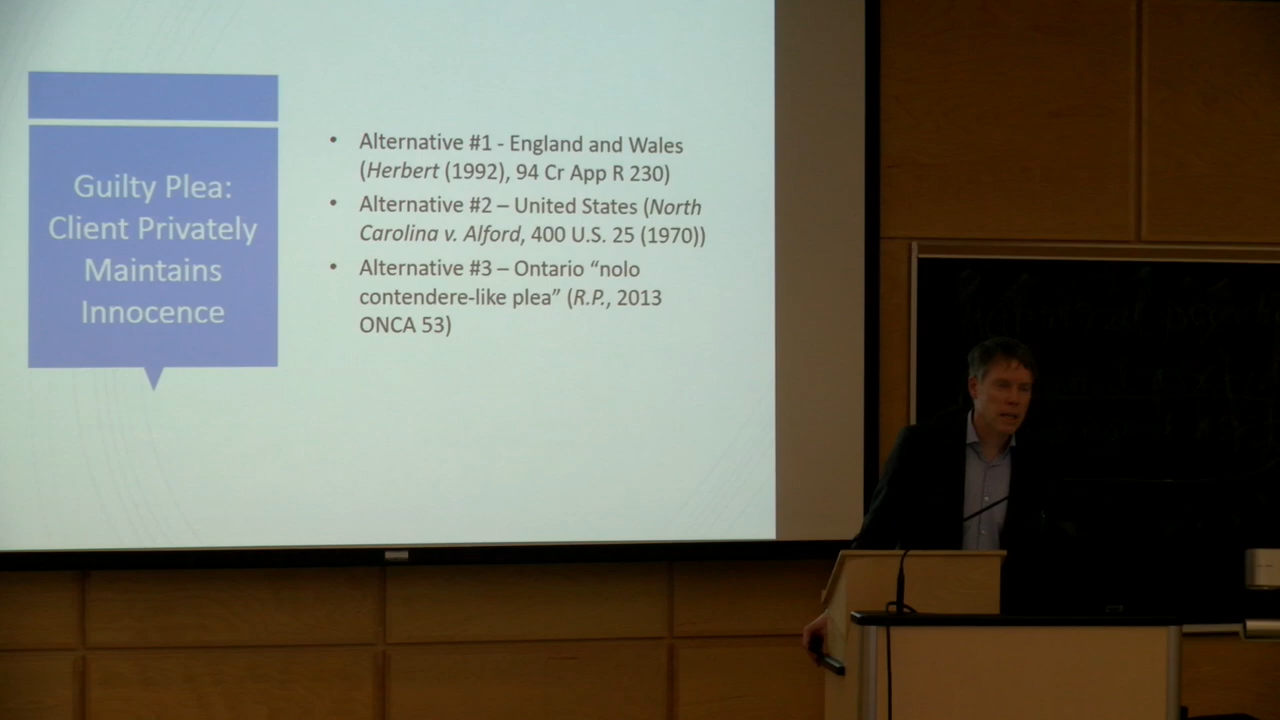 Guilty Plea:
Client Privately
Maintains
Innocence
• Alternative #1 - England and Wales
(Herbert (1992), 94 Cr App R 230)
• Alternative #2 – United States (North
Carolina v. Alford, 400 U.S. 25 (1970))
• Alternative #3 – Ontario “nolo
contendere-like plea” (R.P., 2013
ONCA 53)